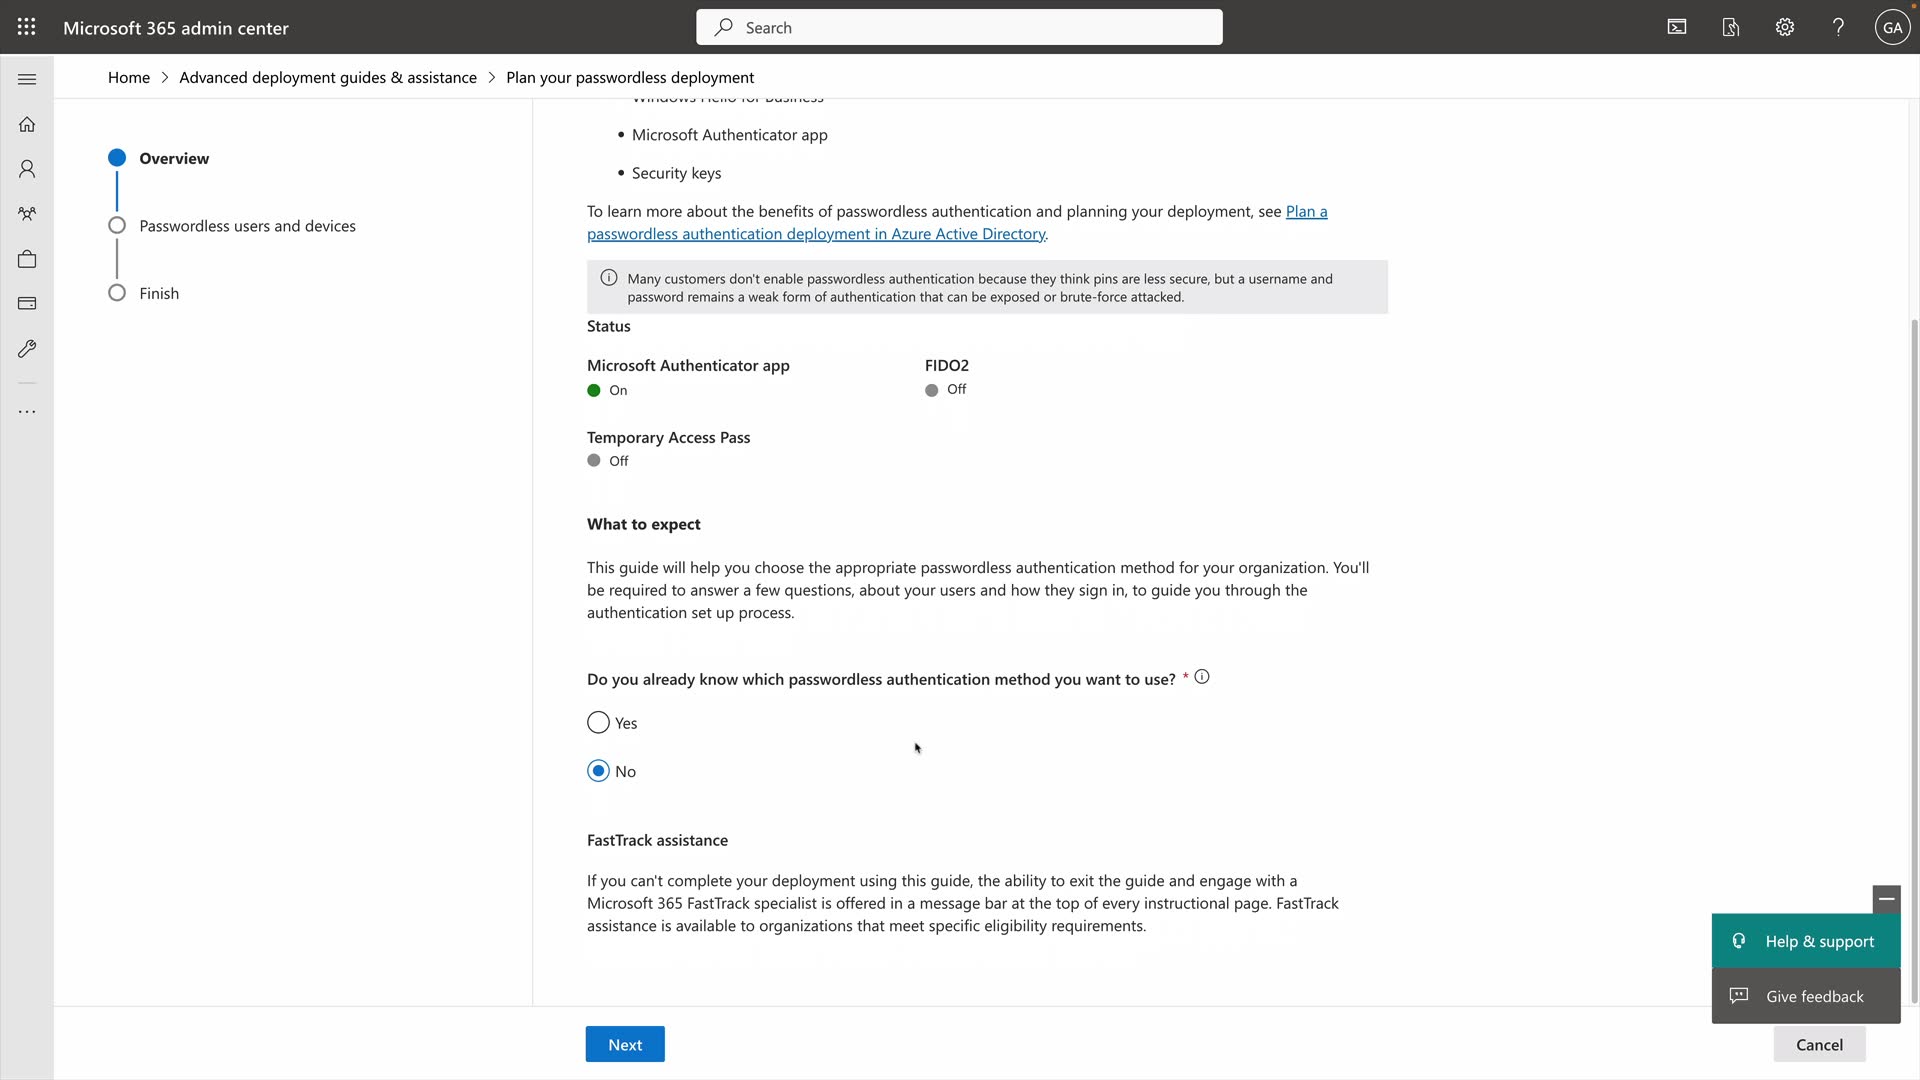 Microsoft 365 admin center
Search
GA
Home > Advanced deployment guides & assistance > Plan your passwordless deployment
Overview
Passwordless users and devices
Finish
Windows Hello for Business
• Microsoft Authenticator app
• Security keys
To learn more about the benefits of passwordless authentication and planning your deployment, see Plan a
passwordless authentication deployment in Azure Active Directory.
Many customers don't enable passwordless authentication because they think pins are less secure, but a username and
password remains a weak form of authentication that can be exposed or brute-force attacked.
Status
Microsoft Authenticator app
On
FIDO2
Off
Temporary Access Pass
Off
What to expect
This guide will help you choose the appropriate passwordless authentication method for your organization. You'll
be required to answer a few questions, about your users and how they sign in, to guide you through the
authentication set up process.
Do you already know which passwordless authentication method you want to use? *
Yes
No
FastTrack assistance
If you can't complete your deployment using this guide, the ability to exit the guide and engage with a
Microsoft 365 FastTrack specialist is offered in a message bar at the top of every instructional page. FastTrack
assistance is available to organizations that meet specific eligibility requirements.
Help & support
Give feedback
Next
Cancel